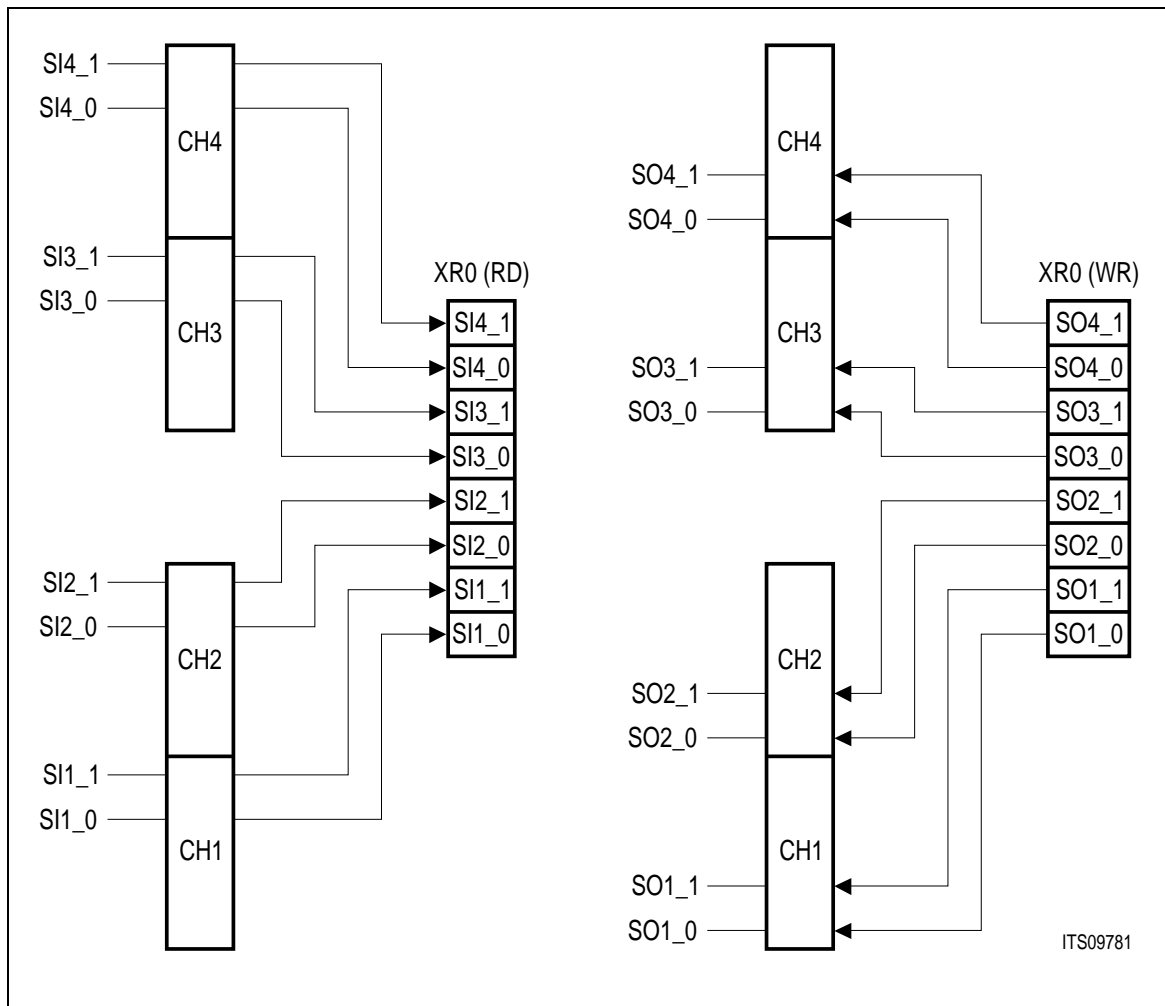 SI4_1
SI4_0
CH4
SI3_1
SI3_0
CH3
SI2_1
SI2_0
CH2
SI1_1
SI1_0
CH1
XR0 (RD)
SI4_1
SI4_0
SI3_1
SI3_0
SI2_1
SI2_0
SI1_1
SI1_0
CH4
SO4_1
SO4_0
CH3
SO3_1
SO3_0
CH2
SO2_1
SO2_0
CH1
SO1_1
SO1_0
XR0 (WR)
SO4_1
SO4_0
SO3_1
SO3_0
SO2_1
SO2_0
SO1_1
SO1_0
ITS09781